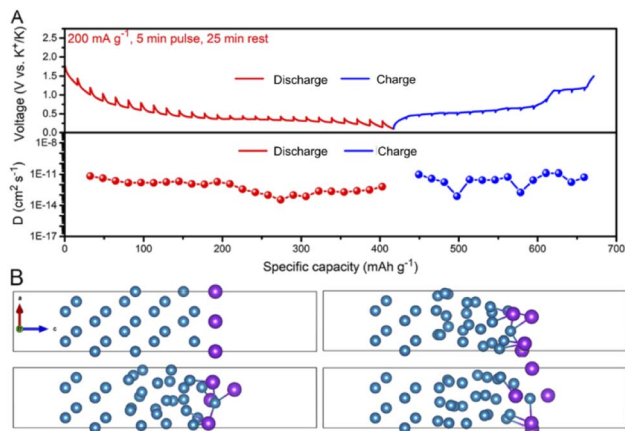 A
200 mA g⁻¹, 5 min pulse, 25 min rest
Voltage (V vs. K⁺/K)
2.0
1.5
1.0
0.5
0.0
Discharge
Charge
D (cm² s⁻¹)
1E-8
1E-11
1E-14
1E-17
Discharge
Charge
0 100 200 300 400 500 600 700
Specific capacity (mAh g⁻¹)
B
a
c